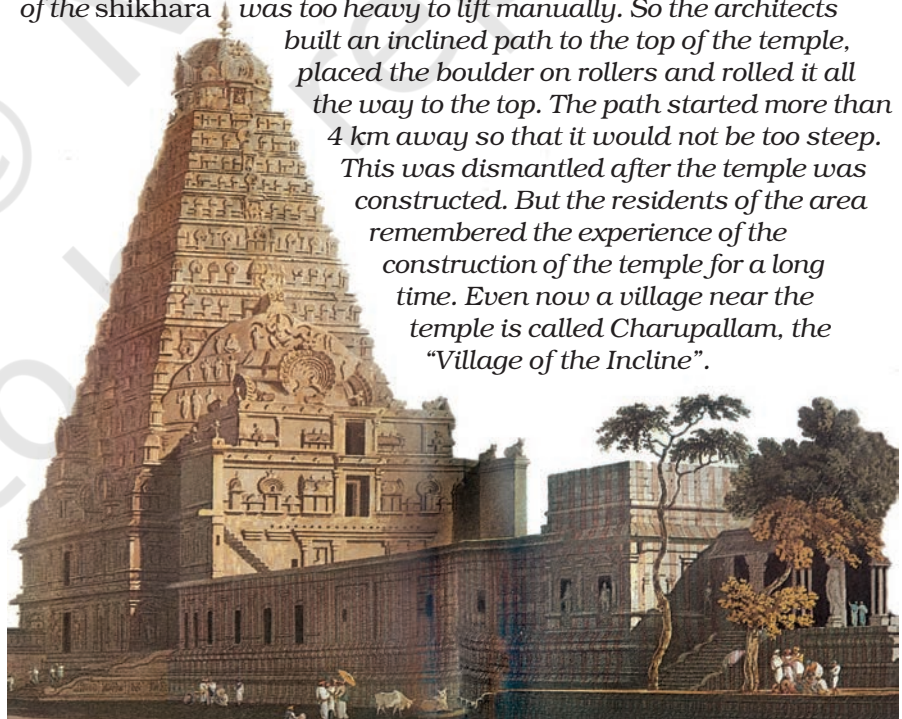 of the shikhara was too heavy to lift manually. So the architects
built an inclined path to the top of the temple,
placed the boulder on rollers and rolled it all
the way to the top. The path started more than
4 km away so that it would not be too steep.
This was dismantled after the temple was
constructed. But the residents of the area
remembered the experience of the
construction of the temple for a long
time. Even now a village near the
temple is called Charupallam, the
“Village of the Incline”.